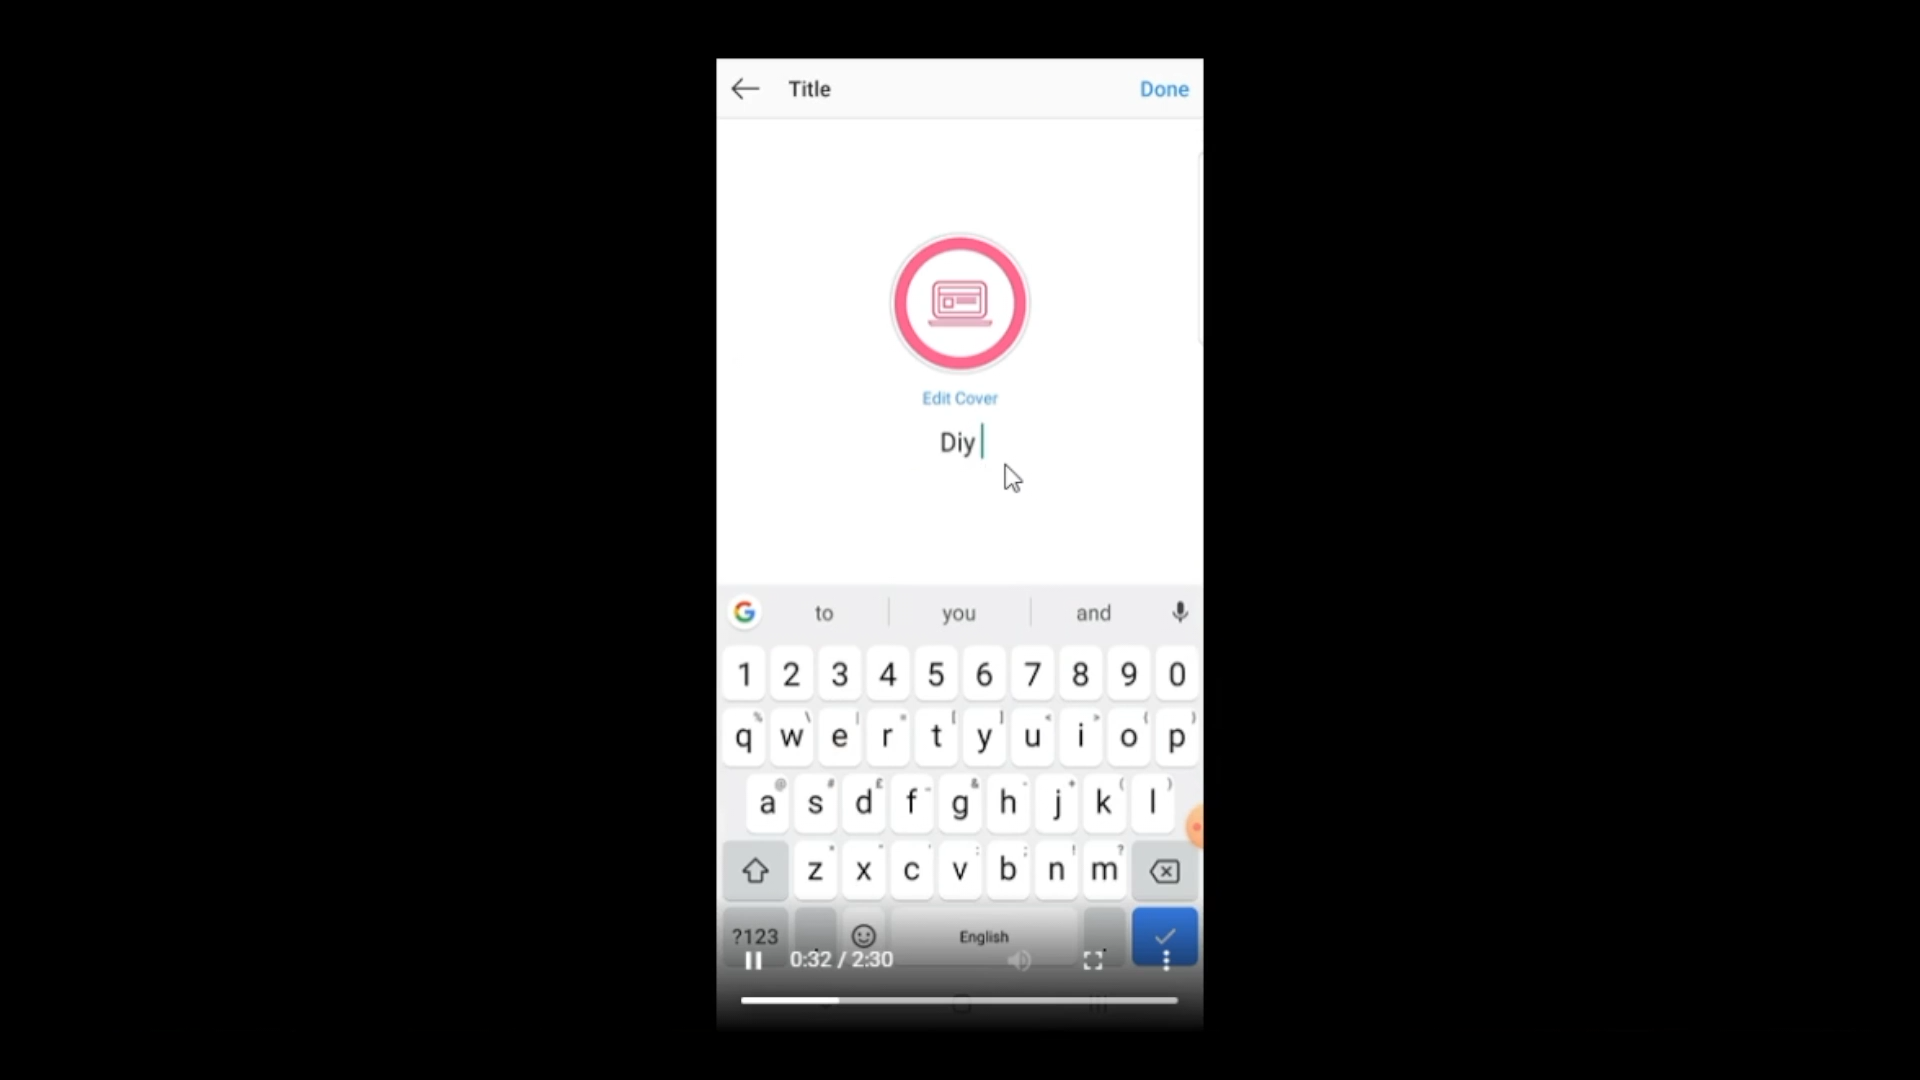 Title Done
Edit Cover
Diy
to you and
1 2 3 4 5 6 7 8 9 0
q w e r t y u i o p
a s d f g h j k l
z x c v b n m
?123 English
0:32 / 2:30